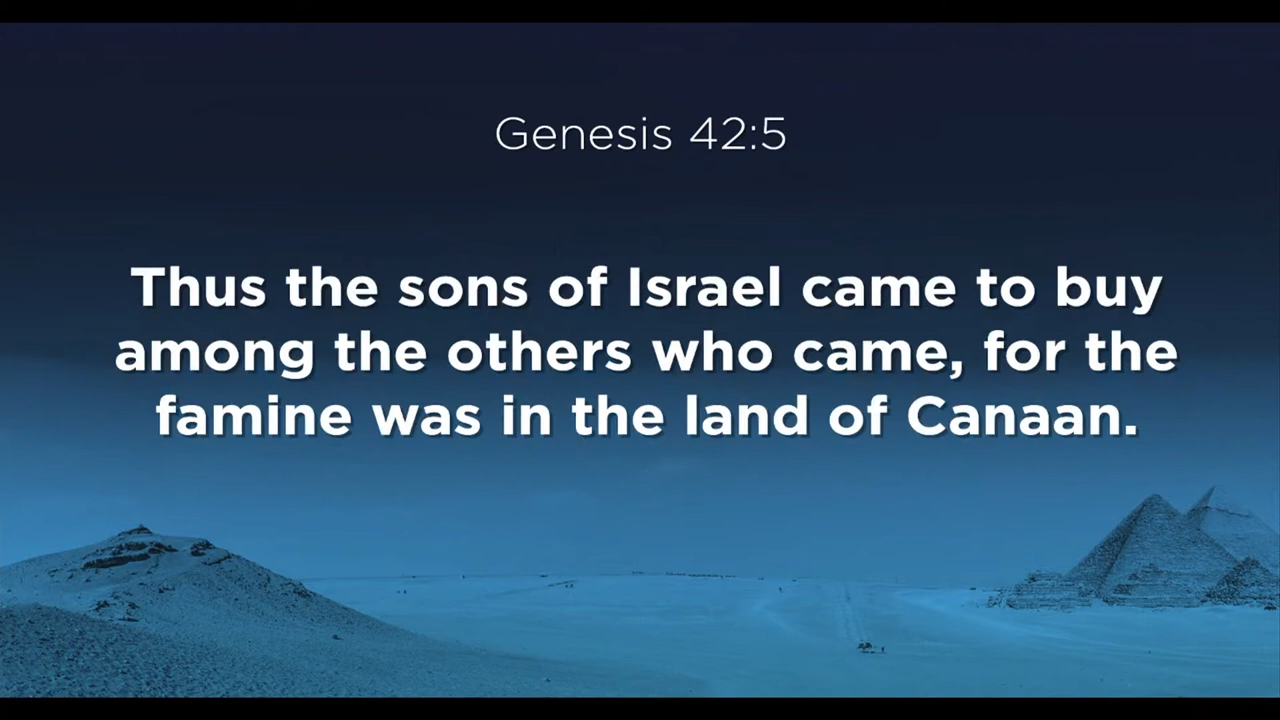 Genesis 42:5
Thus the sons of Israel came to buy
among the others who came, for the
famine was in the land of Canaan.